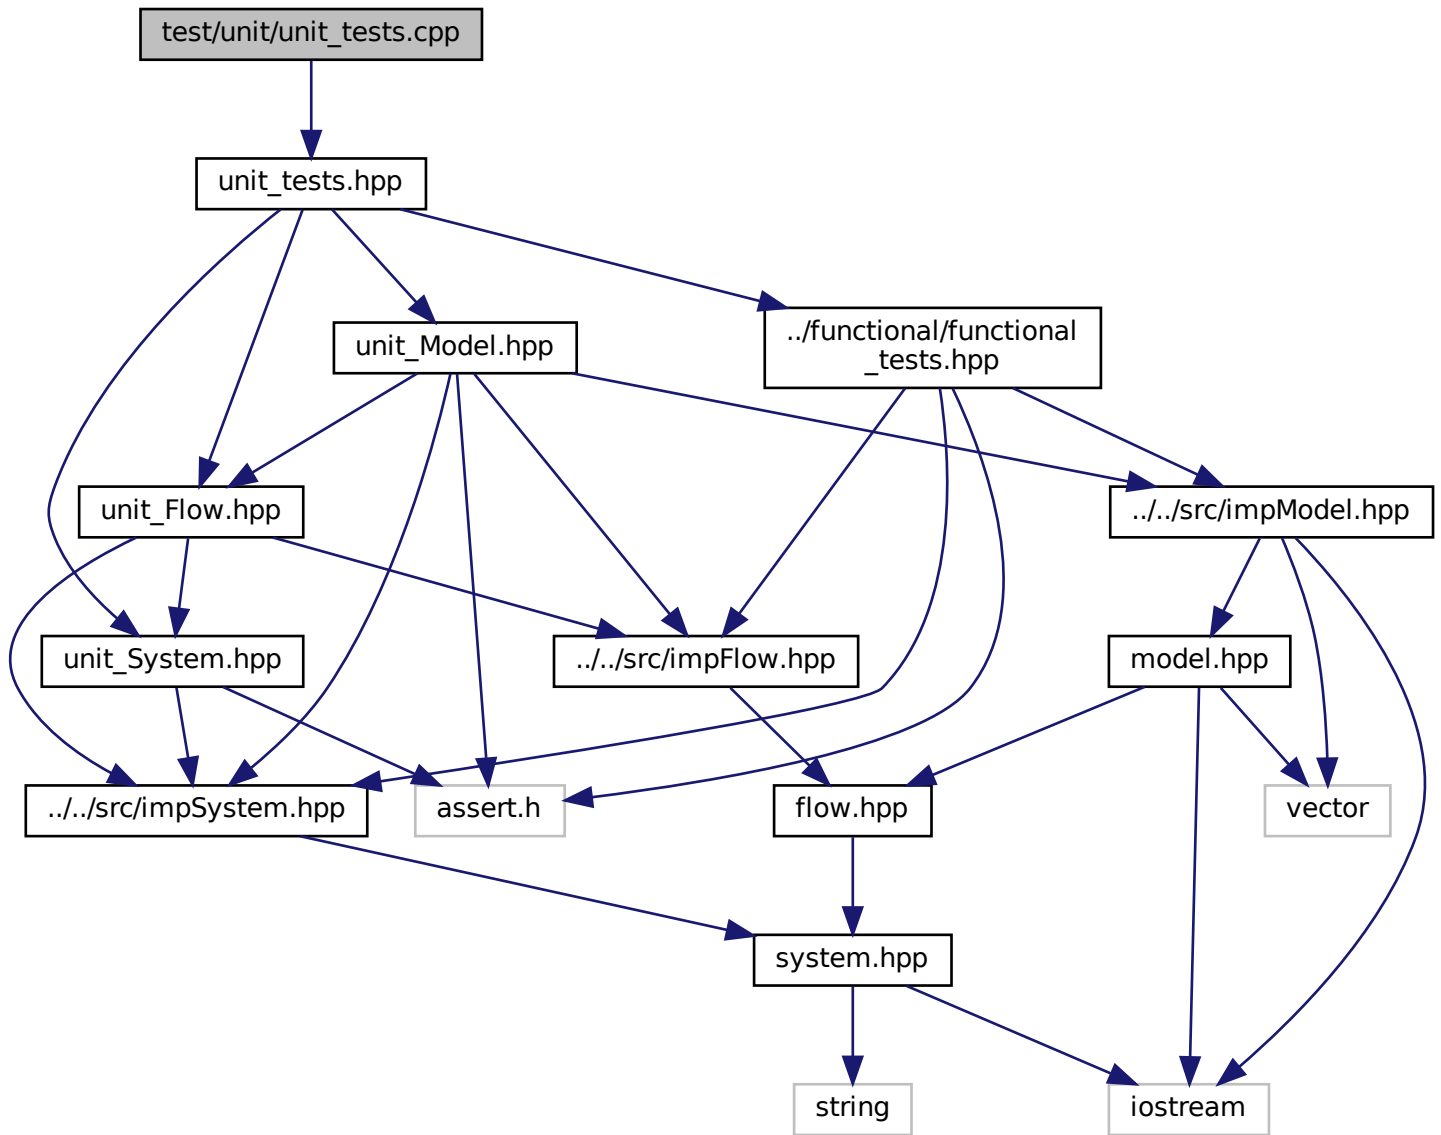 test/unit/unit_tests.cpp
unit_tests.hpp
../functional/functional
_tests.hpp
unit_Model.hpp
unit_Flow.hpp
../../src/impModel.hpp
unit_System.hpp
../../src/impFlow.hpp
model.hpp
../../src/impSystem.hpp
assert.h
flow.hpp
vector
system.hpp
string
iostream